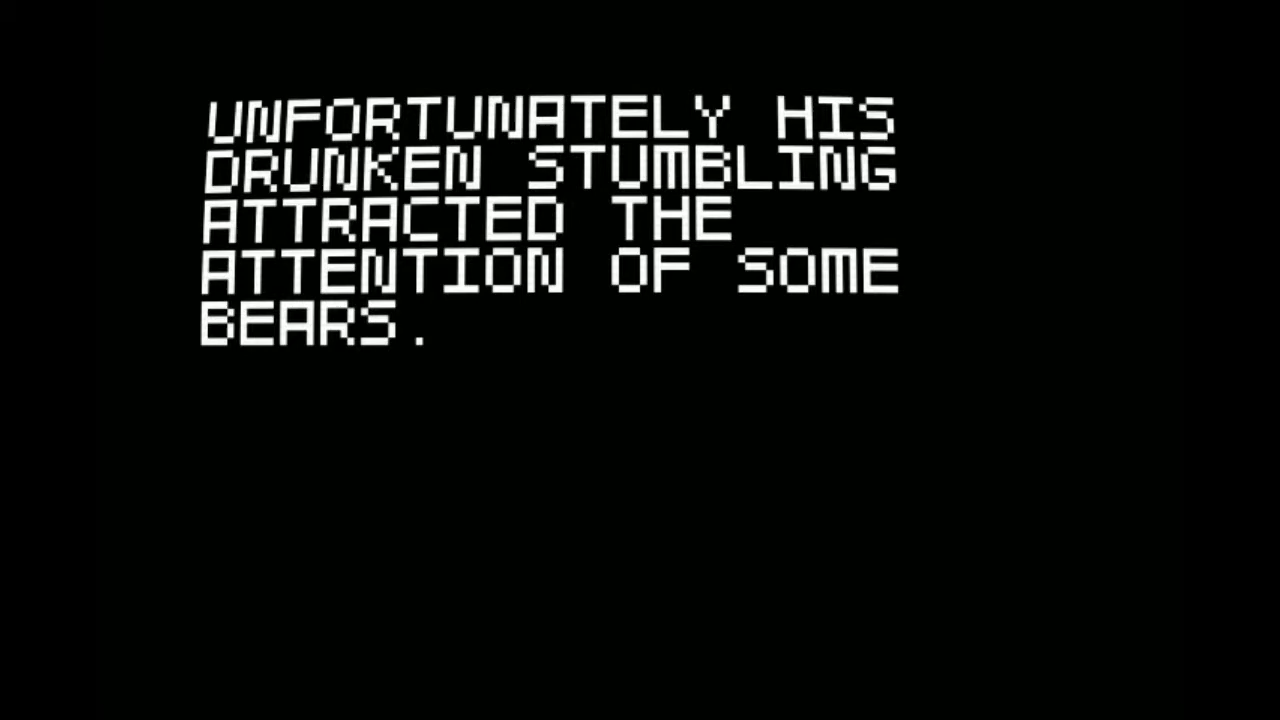 UNFORTUNATELY HIS
DRUNKEN STUMBLING
ATTRACTED THE
ATTENTION OF SOME
BEARS.